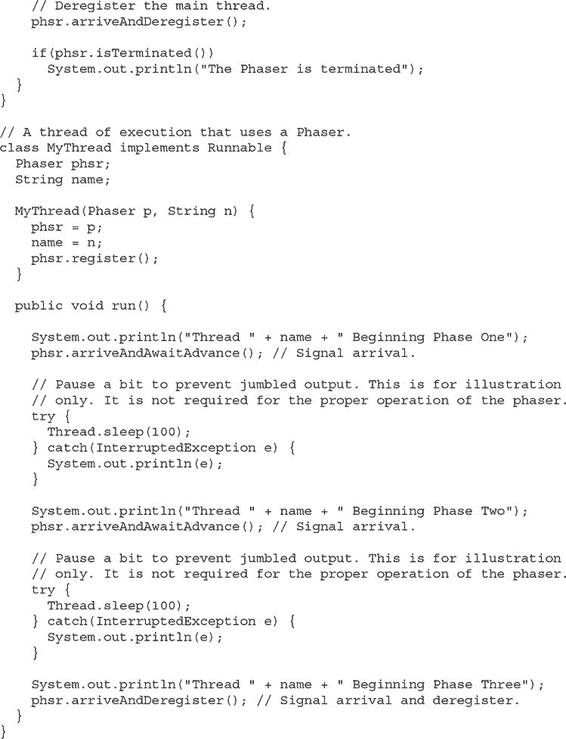 // Deregister the main thread.
    phsr.arriveAndDeregister();

    if(phsr.isTerminated())
      System.out.println("The Phaser is terminated");
  }
}

// A thread of execution that uses a Phaser.
class MyThread implements Runnable {
  Phaser phsr;
  String name;

  MyThread(Phaser p, String n) {
    phsr = p;
    name = n;
    phsr.register();
  }

  public void run() {

    System.out.println("Thread " + name + " Beginning Phase One");
    phsr.arriveAndAwaitAdvance(); // Signal arrival.

    // Pause a bit to prevent jumbled output. This is for illustration
    // only. It is not required for the proper operation of the phaser.
    try {
      Thread.sleep(100);
    } catch(InterruptedException e) {
      System.out.println(e);
    }

    System.out.println("Thread " + name + " Beginning Phase Two");
    phsr.arriveAndAwaitAdvance(); // Signal arrival.

    // Pause a bit to prevent jumbled output. This is for illustration
    // only. It is not required for the proper operation of the phaser.
    try {
      Thread.sleep(100);
    } catch(InterruptedException e) {
      System.out.println(e);
    }

    System.out.println("Thread " + name + " Beginning Phase Three");
    phsr.arriveAndDeregister(); // Signal arrival and deregister.
  }
}